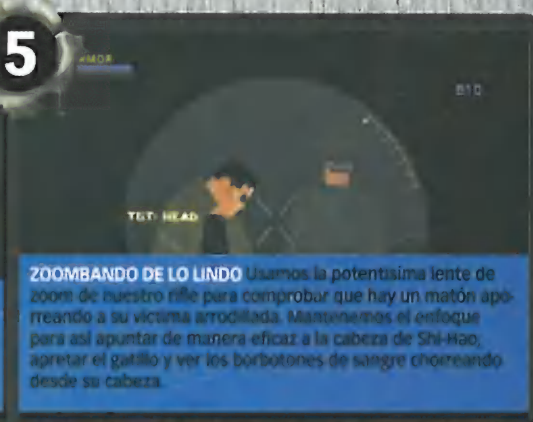 5
810
TGT: HEAD
ZOOMBANDO DE LO LINDO Usamos la potentísima lente de
zoom de nuestro rifle para comprobar que hay un matón apo-
rreando a su víctima arrodillada. Mantenemos el enfoque
para así apuntar de manera eficaz a la cabeza de Shi-Hao,
apretar el gatillo y ver los borbotones de sangre chorreando
desde su cabeza.